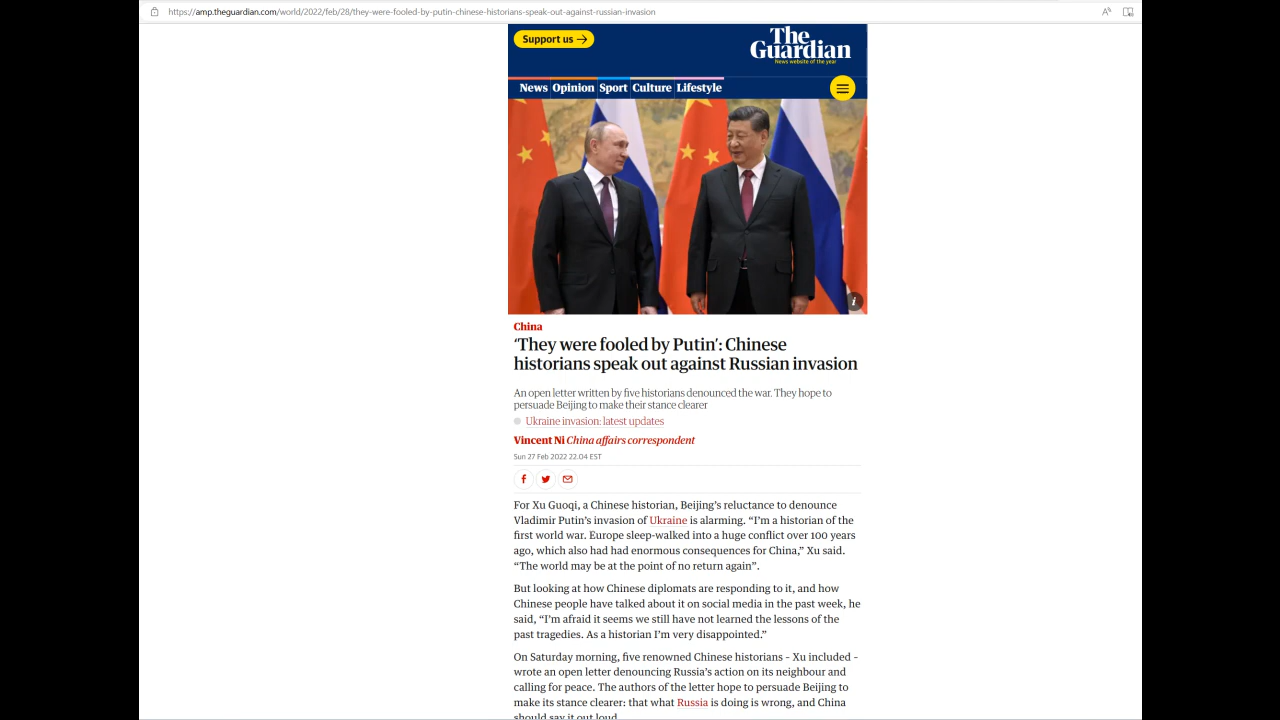 https://amp.theguardian.com/world/2022/feb/28/they-were-fooled-by-putin-chinese-historians-speak-out-against-russian-invasion
Support us
The
Guardian
News website of the year
News Opinion Sport Culture Lifestyle
China
‘They were fooled by Putin’: Chinese
historians speak out against Russian invasion
An open letter written by five historians denounced the war. They hope to
persuade Beijing to make their stance clearer
Ukraine invasion: latest updates
Vincent Ni China affairs correspondent
Sun 27 Feb 2022 22.04 EST
For Xu Guoqi, a Chinese historian, Beijing’s reluctance to denounce
Vladimir Putin’s invasion of Ukraine is alarming. “I’m a historian of the
first world war. Europe sleep-walked into a huge conflict over 100 years
ago, which also had had enormous consequences for China,” Xu said.
“The world may be at the point of no return again”.
But looking at how Chinese diplomats are responding to it, and how
Chinese people have talked about it on social media in the past week, he
said, “I’m afraid it seems we still have not learned the lessons of the
past tragedies. As a historian I’m very disappointed.”
On Saturday morning, five renowned Chinese historians – Xu included –
wrote an open letter denouncing Russia’s action on its neighbour and
calling for peace. The authors of the letter hope to persuade Beijing to
make its stance clearer: that what Russia is doing is wrong, and China
should say it out loud.